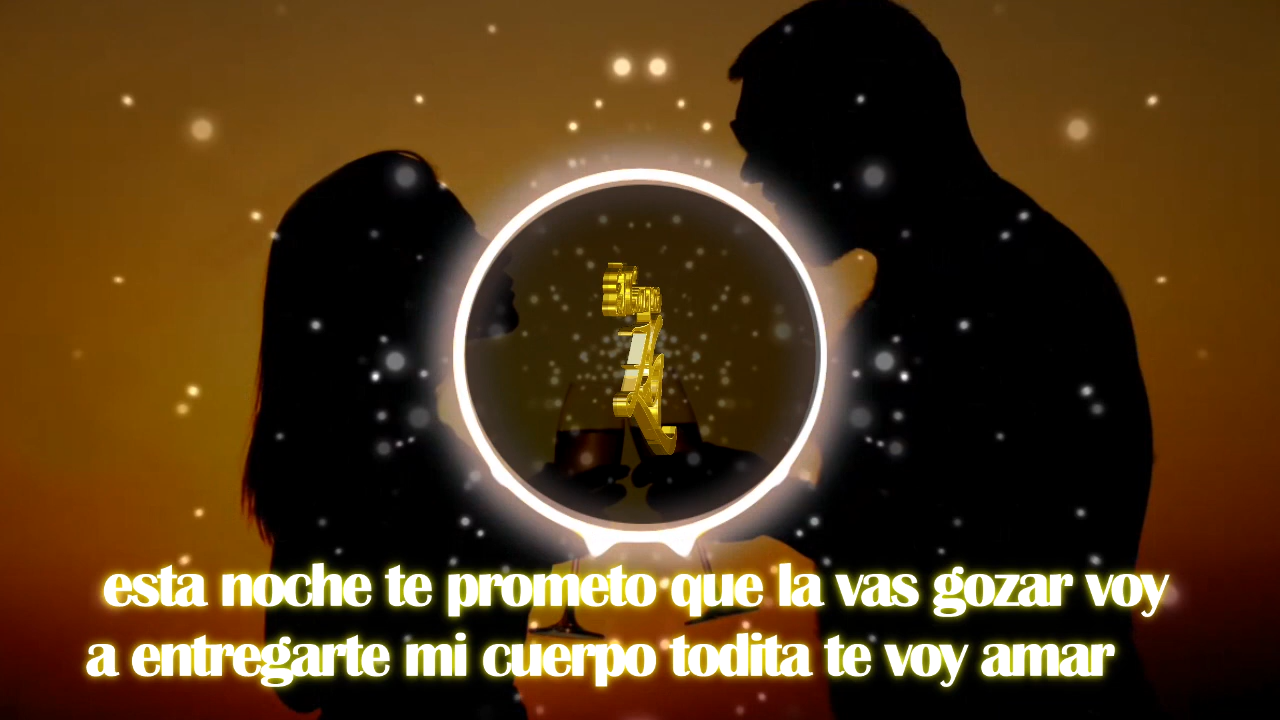 esta noche te prometo que la vas gozar voy
a entregarte mi cuerpo todita te voy amar